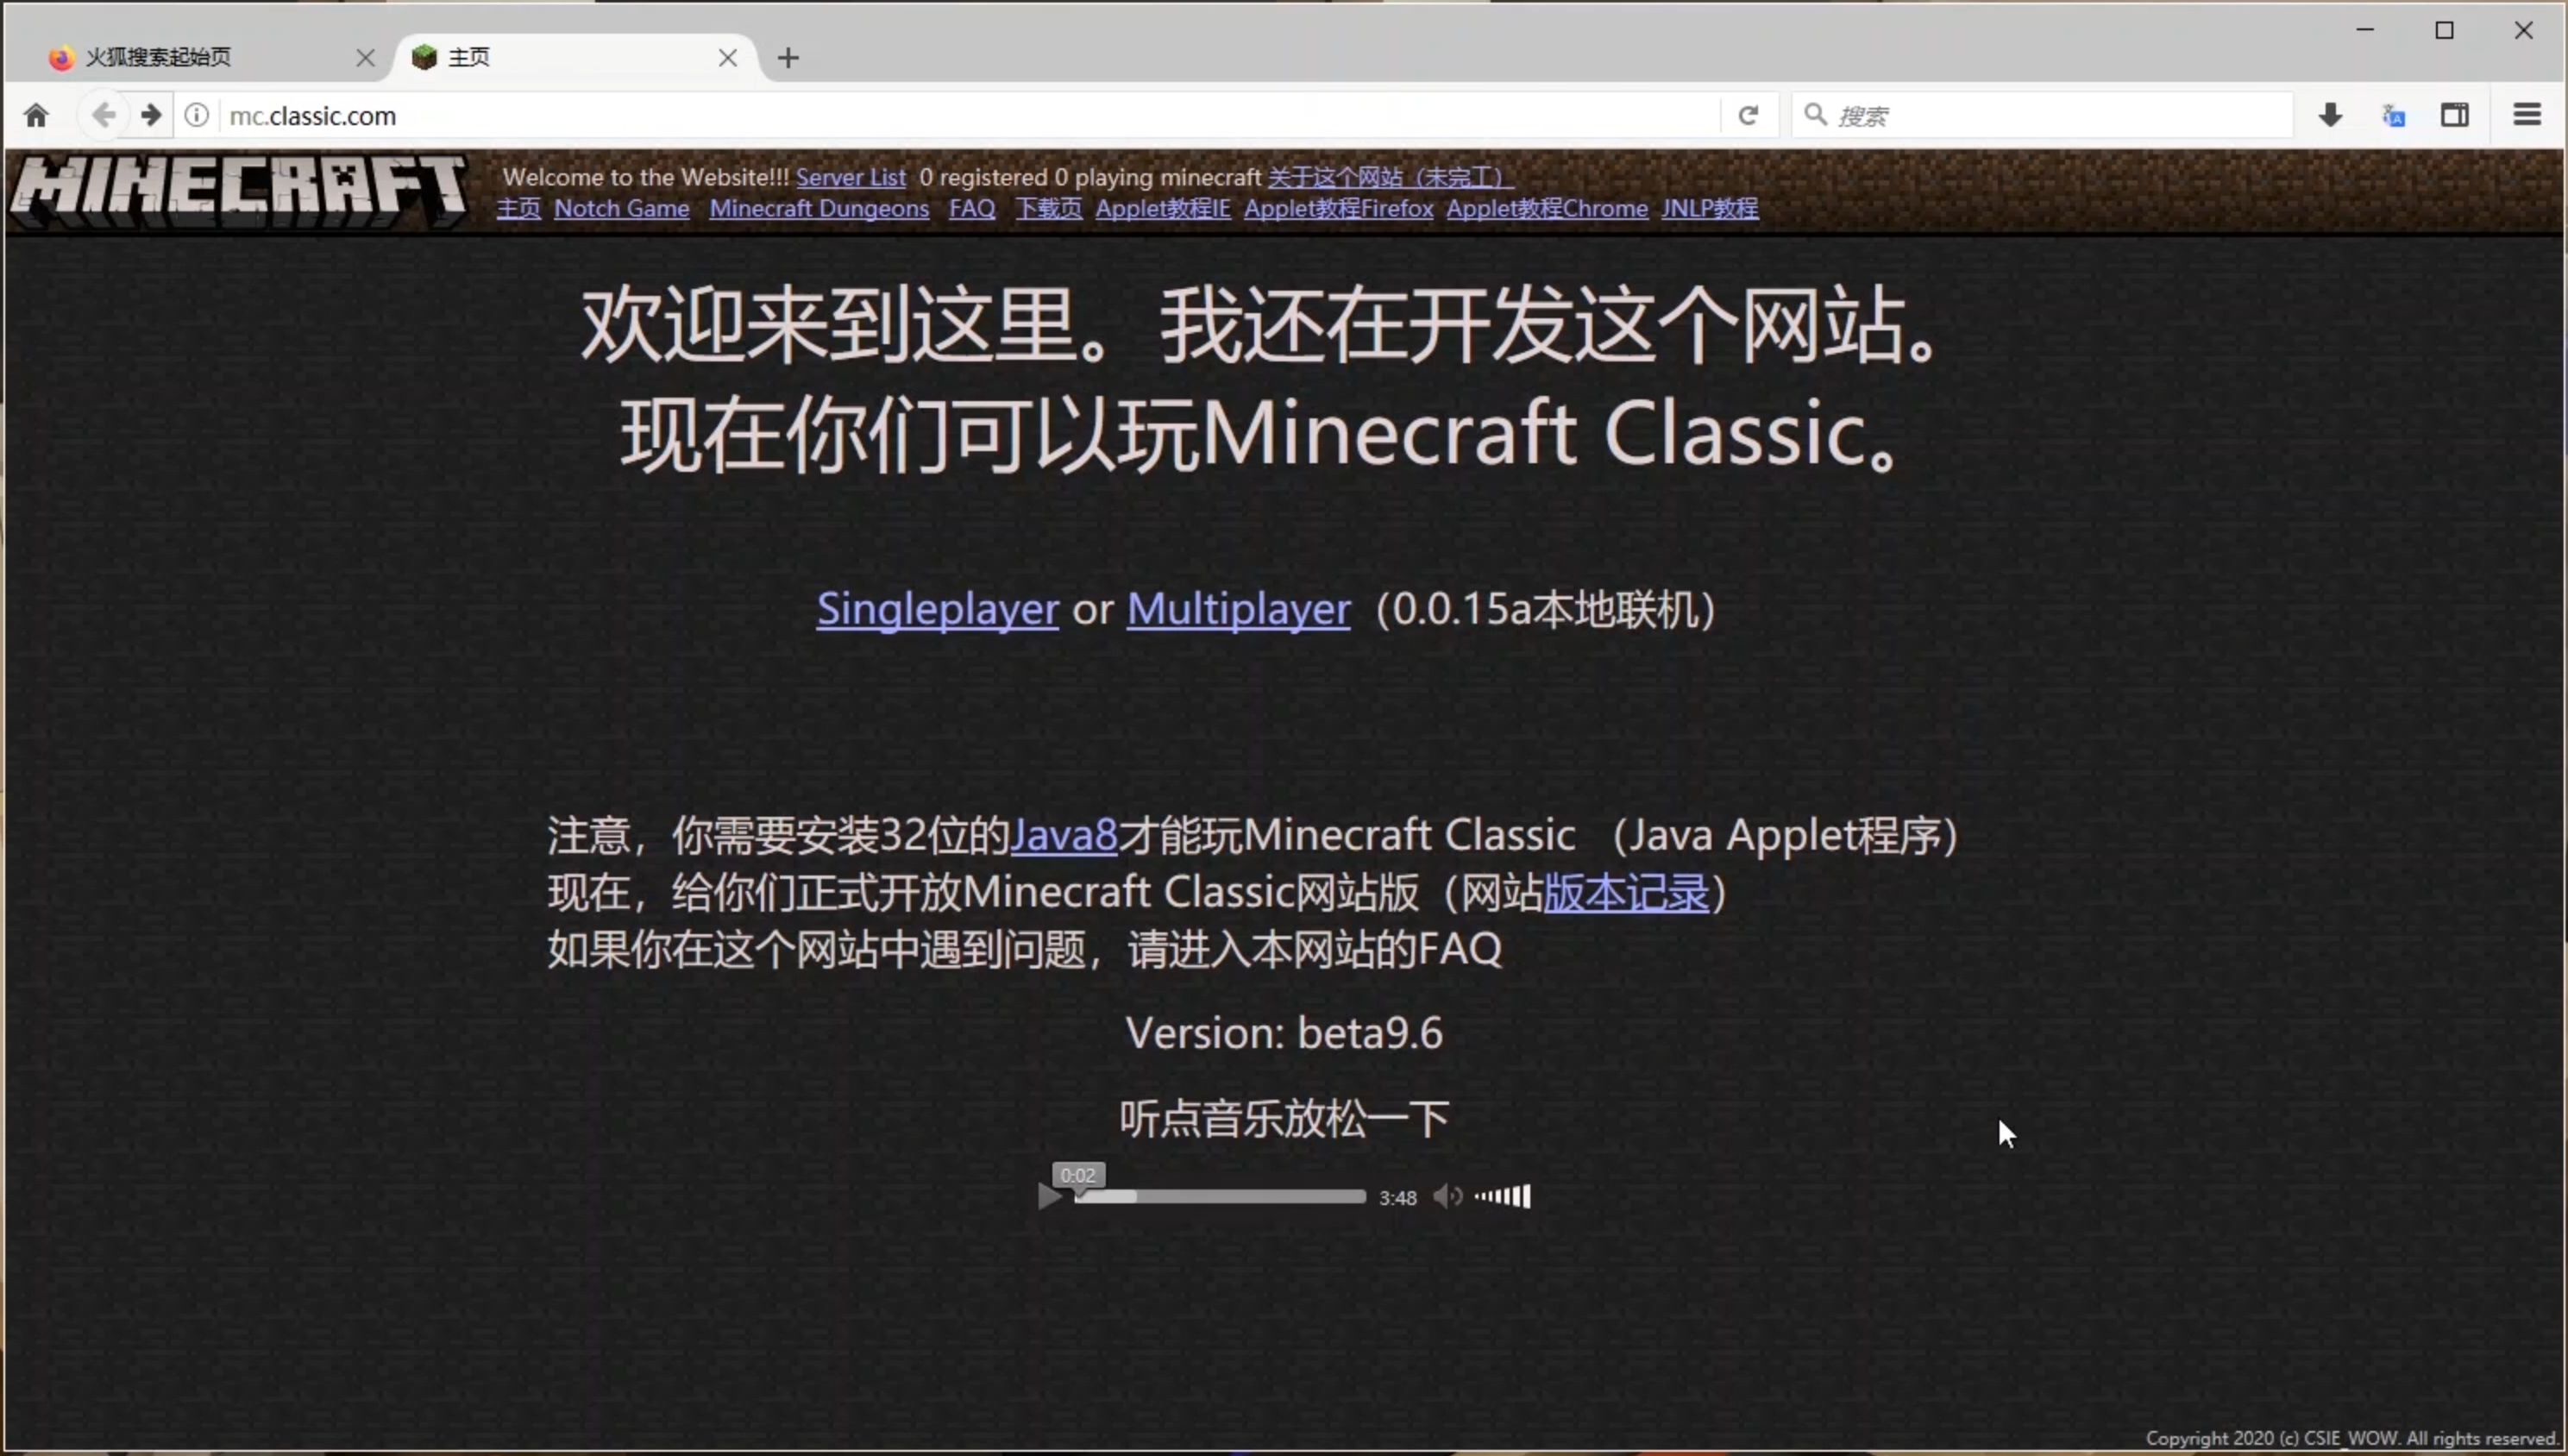 火狐搜索起始页
主页
mc.classic.com
搜索
MINECRAFT
Welcome to the Website!!! Server List 0 registered 0 playing minecraft 关于这个网站（未完工）
主页 Notch Game Minecraft Dungeons FAQ 下载页 Applet教程IE Applet教程Firefox Applet教程Chrome JNLP教程
欢迎来到这里。我还在开发这个网站。
现在你们可以玩Minecraft Classic。
Singleplayer or Multiplayer（0.0.15a本地联机）
注意，你需要安装32位的Java8才能玩Minecraft Classic （Java Applet程序）
现在，给你们正式开放Minecraft Classic网站版（网站版本记录）
如果你在这个网站中遇到问题，请进入本网站的FAQ
Version: beta9.6
听点音乐放松一下
0:02
3:48
Copyright 2020 (c) CSIE_WOW. All rights reserved.